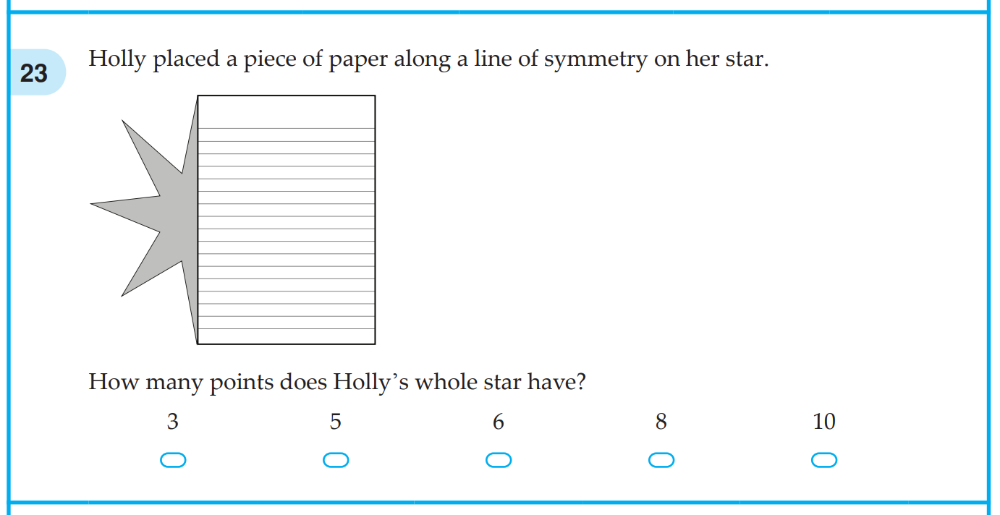 23
Holly placed a piece of paper along a line of symmetry on her star.
How many points does Holly’s whole star have?
3 5 6 8 10